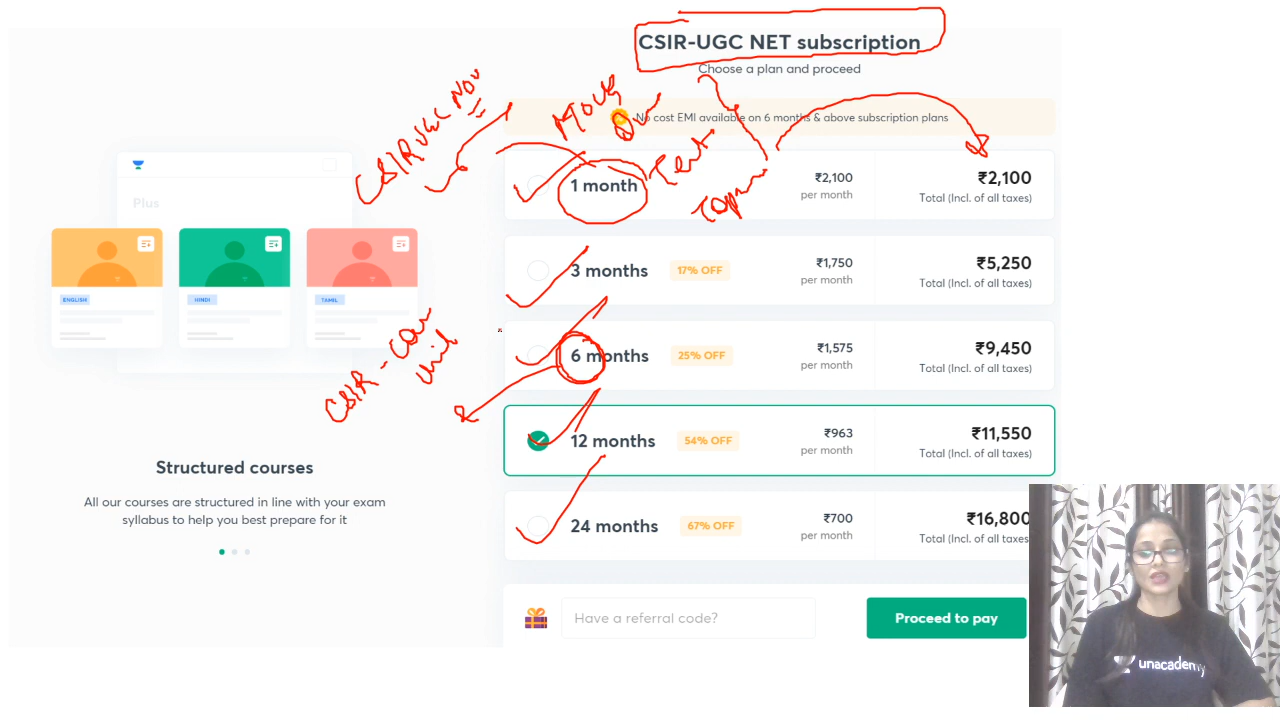 CSIR-UGC NET subscription
Choose a plan and proceed
No cost EMI available on 6 months & above subscription plans
CSIR UGC Nov
Mock
Test
1 month
₹2,100
per month
₹2,100
Total (Incl. of all taxes)
3 months
17% OFF
₹1,750
per month
₹5,250
Total (Incl. of all taxes)
6 months
25% OFF
₹1,575
per month
₹9,450
Total (Incl. of all taxes)
12 months
54% OFF
₹963
per month
₹11,550
Total (Incl. of all taxes)
24 months
67% OFF
₹700
per month
₹16,800
Total (Incl. of all taxes)
Have a referral code?
Proceed to pay
Plus
ENGLISH
HINDI
TAMIL
CSIR -
Structured courses
All our courses are structured in line with your exam
syllabus to help you best prepare for it
unacademy